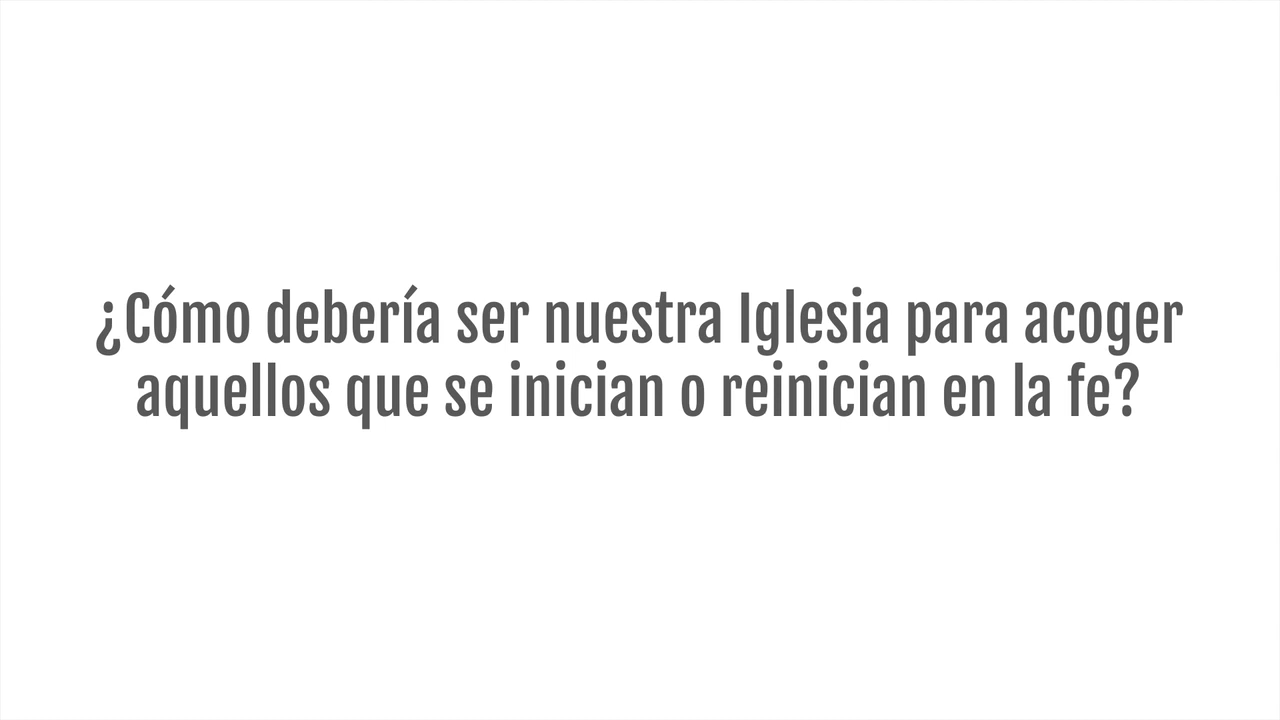 ¿Cómo debería ser nuestra Iglesia para acoger
aquellos que se inician o reinician en la fe?